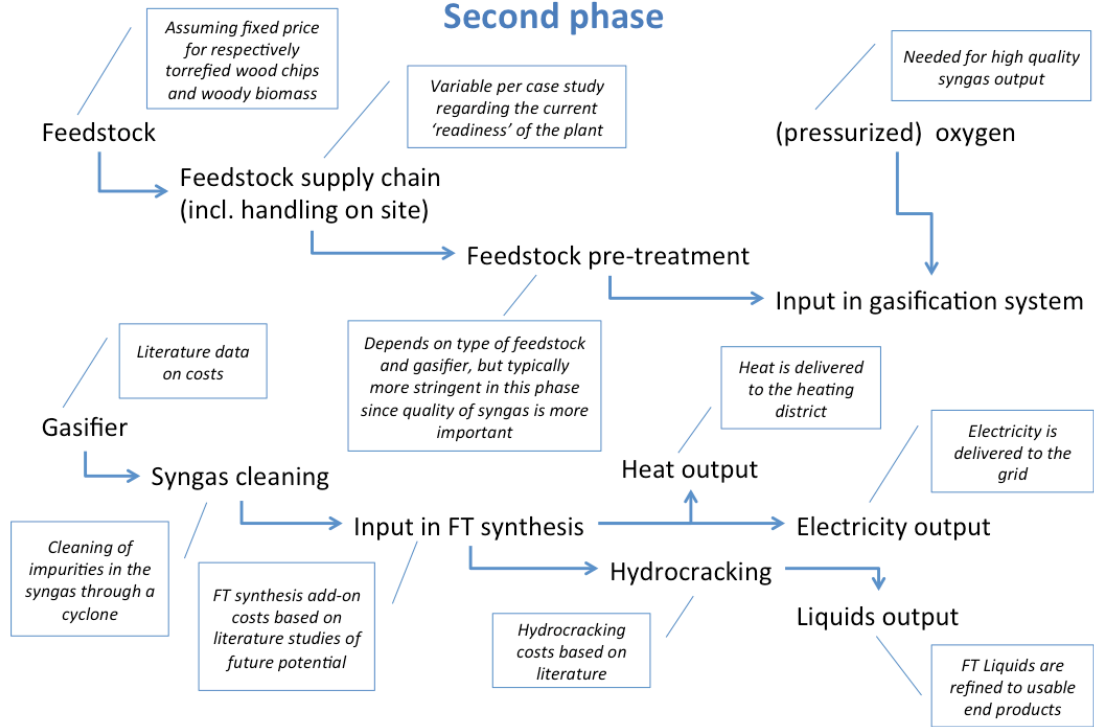 Second phase
Assuming fixed price
for respectively
torrefied wood chips
and woody biomass
Variable per case study
regarding the current
‘readiness’ of the plant
Needed for high quality
syngas output
Feedstock
(pressurized) oxygen
Feedstock supply chain
(incl. handling on site)
Feedstock pre-treatment
Input in gasification system
Literature data
on costs
Depends on type of feedstock
and gasifier, but typically
more stringent in this phase
since quality of syngas is more
important
Heat is delivered
to the heating
district
Electricity is
delivered to the
grid
Gasifier
Syngas cleaning
Heat output
Input in FT synthesis
Electricity output
Cleaning of
impurities in the
syngas through a
cyclone
FT synthesis add-on
costs based on
literature studies of
future potential
Hydrocracking
Liquids output
Hydrocracking
costs based on
literature
FT Liquids are
refined to usable
end products